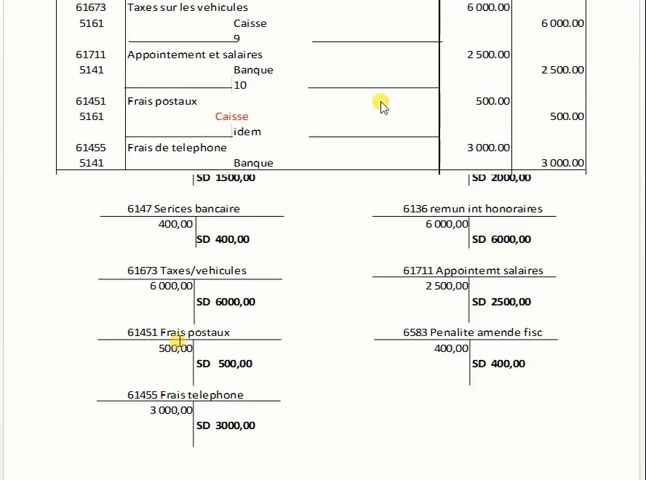 61673 Taxes sur les vehicules 6 000.00
5161 Caisse 6 000.00
9
61711 Appointement et salaires 2 500.00
5141 Banque 2 500.00
10
61451 Frais postaux 500.00
5161 Caisse 500.00
idem
61455 Frais de telephone 3 000.00
5141 Banque 3 000.00
SD 1500,00 SD 2000,00
6147 Serices bancaire 6136 remun int honoraires
400,00 6 000,00
SD 400,00 SD 6000,00
61673 Taxes/vehicules 61711 Appointemt salaires
6 000,00 2 500,00
SD 6000,00 SD 2500,00
61451 Frais postaux 6583 Penalite amende fisc
500,00 400,00
SD 500,00 SD 400,00
61455 Frais telephone
3 000,00
SD 3000,00